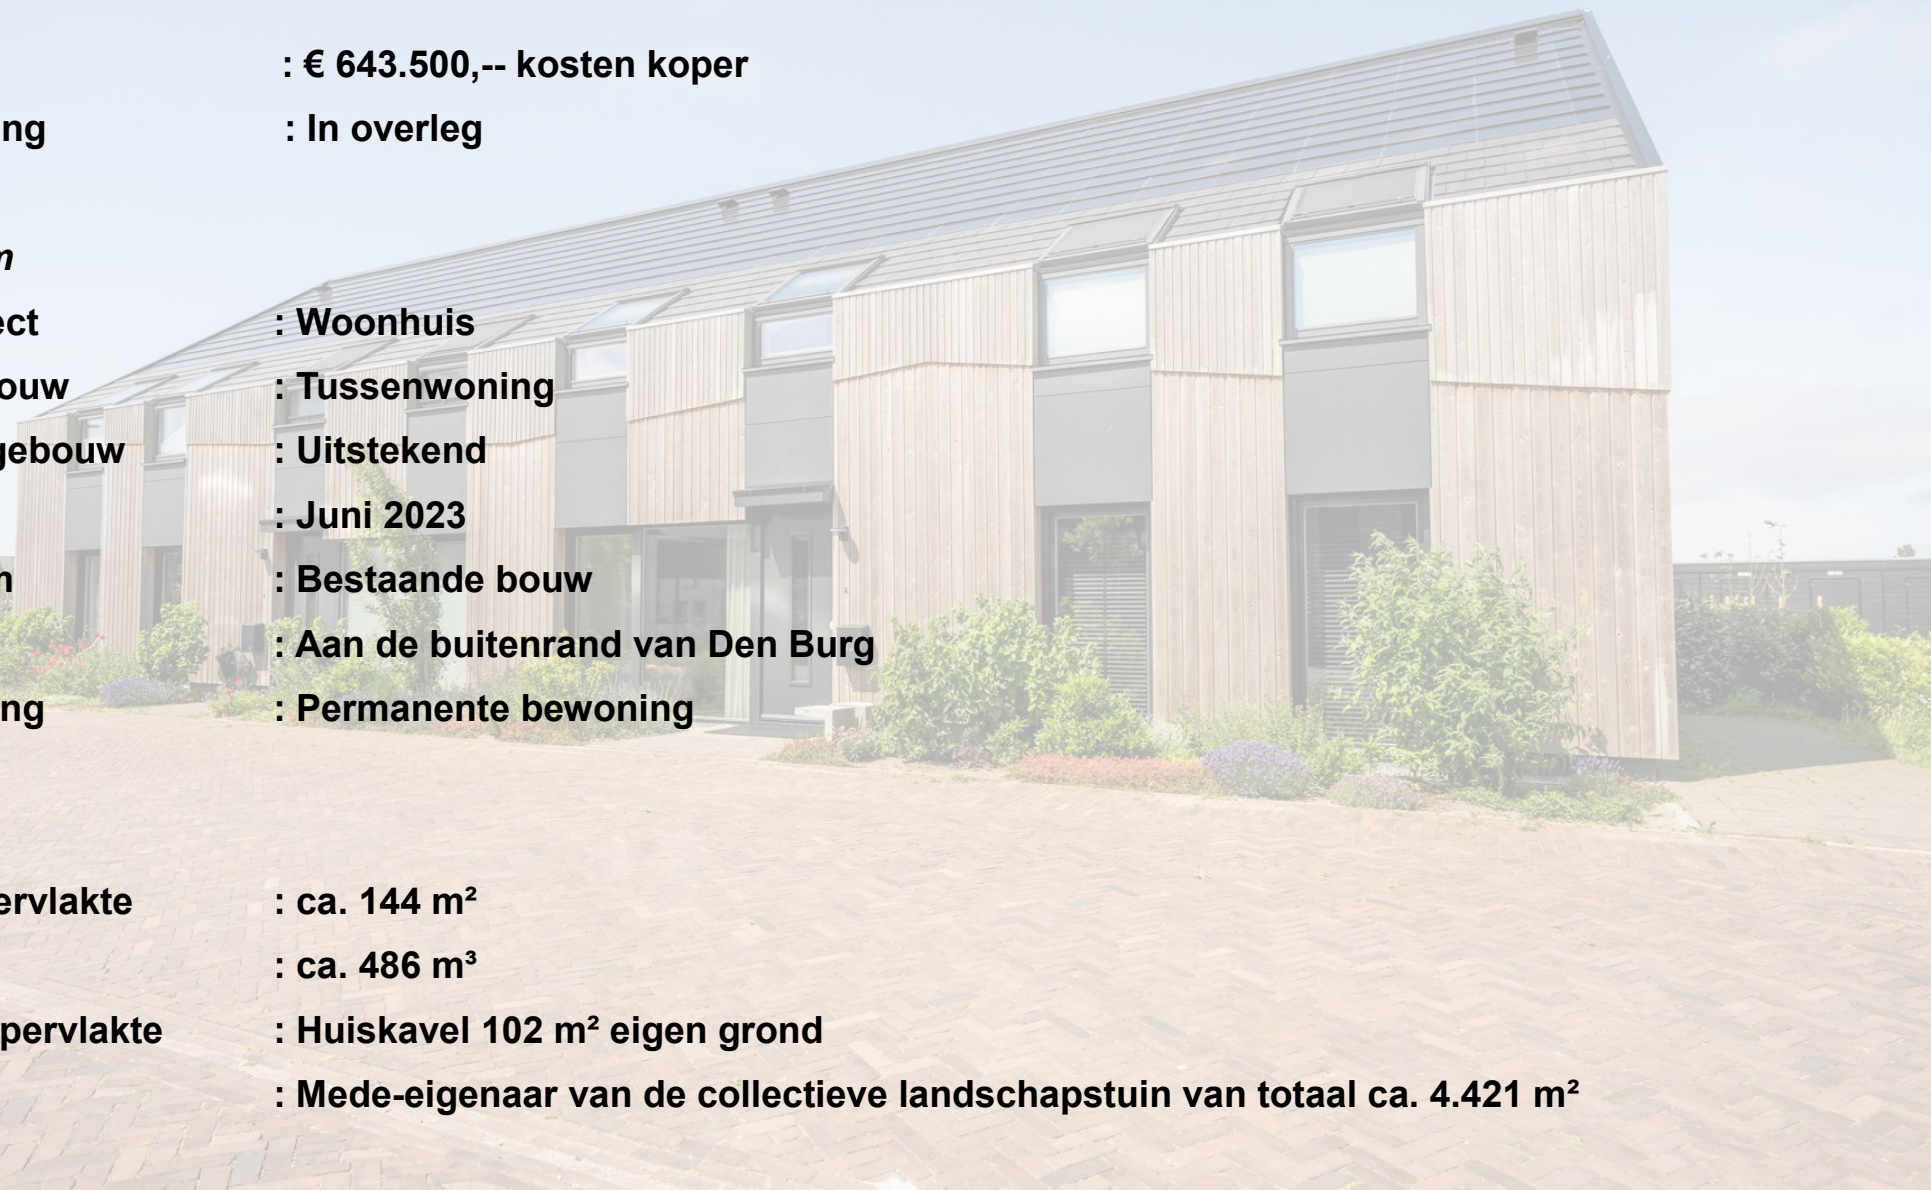 : € 643.500,-- kosten koper
ng : In overleg
n
ect : Woonhuis
ouw : Tussenwoning
gebouw : Uitstekend
: Juni 2023
n : Bestaande bouw
: Aan de buitenrand van Den Burg
ng : Permanente bewoning
ervlakte : ca. 144 m²
: ca. 486 m³
pervlakte : Huiskavel 102 m² eigen grond
: Mede-eigenaar van de collectieve landschapstuin van totaal ca. 4.421 m²